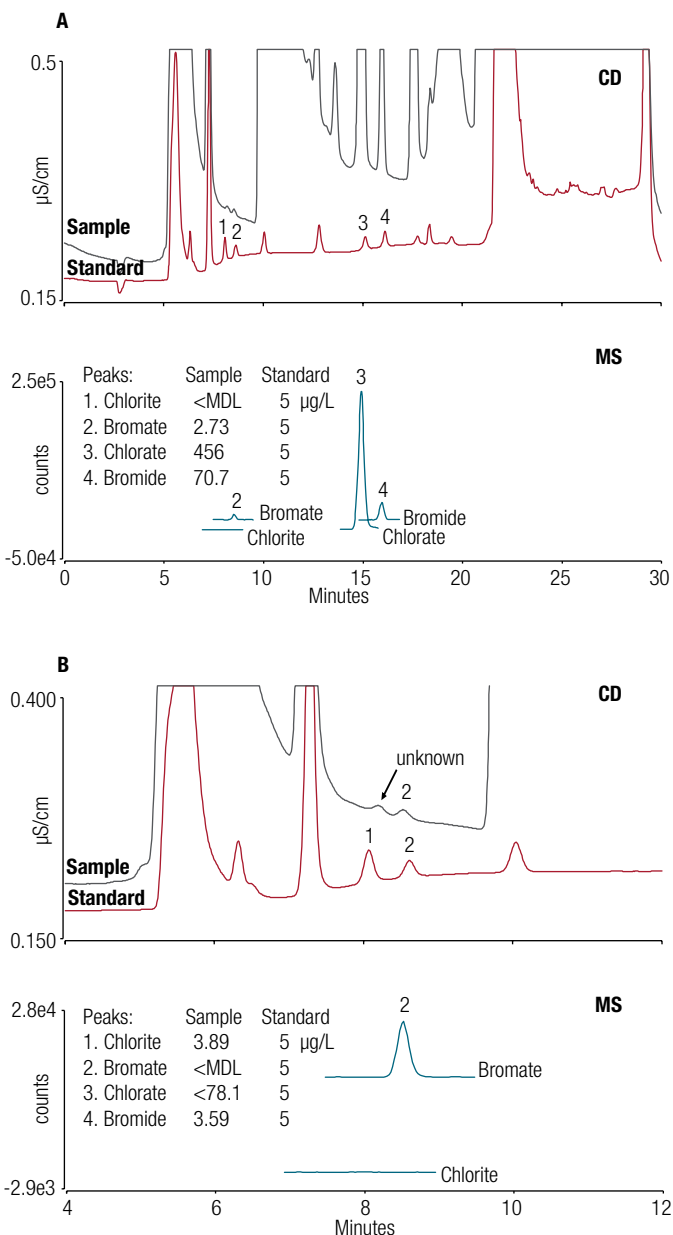 A
0.5
CD
µS/cm
Sample
1 2
3 4
Standard
0.15
MS
2.5e5
Peaks: Sample Standard
3
1. Chlorite <MDL 5 µg/L
2. Bromate 2.73 5
3. Chlorate 456 5
4. Bromide 70.7 5
counts
2 4
Bromate Bromide
Chlorite Chlorate
-5.0e4
0 5 10 15 20 25 30
Minutes
B
0.400
CD
unknown
2
µS/cm
1 2
Sample
Standard
0.150
MS
2.8e4
Peaks: Sample Standard
2
1. Chlorite 3.89 5 µg/L
2. Bromate <MDL 5
3. Chlorate <78.1 5
4. Bromide 3.59 5
Bromate
counts
Chlorite
-2.9e3
4 6 8 10 12
Minutes